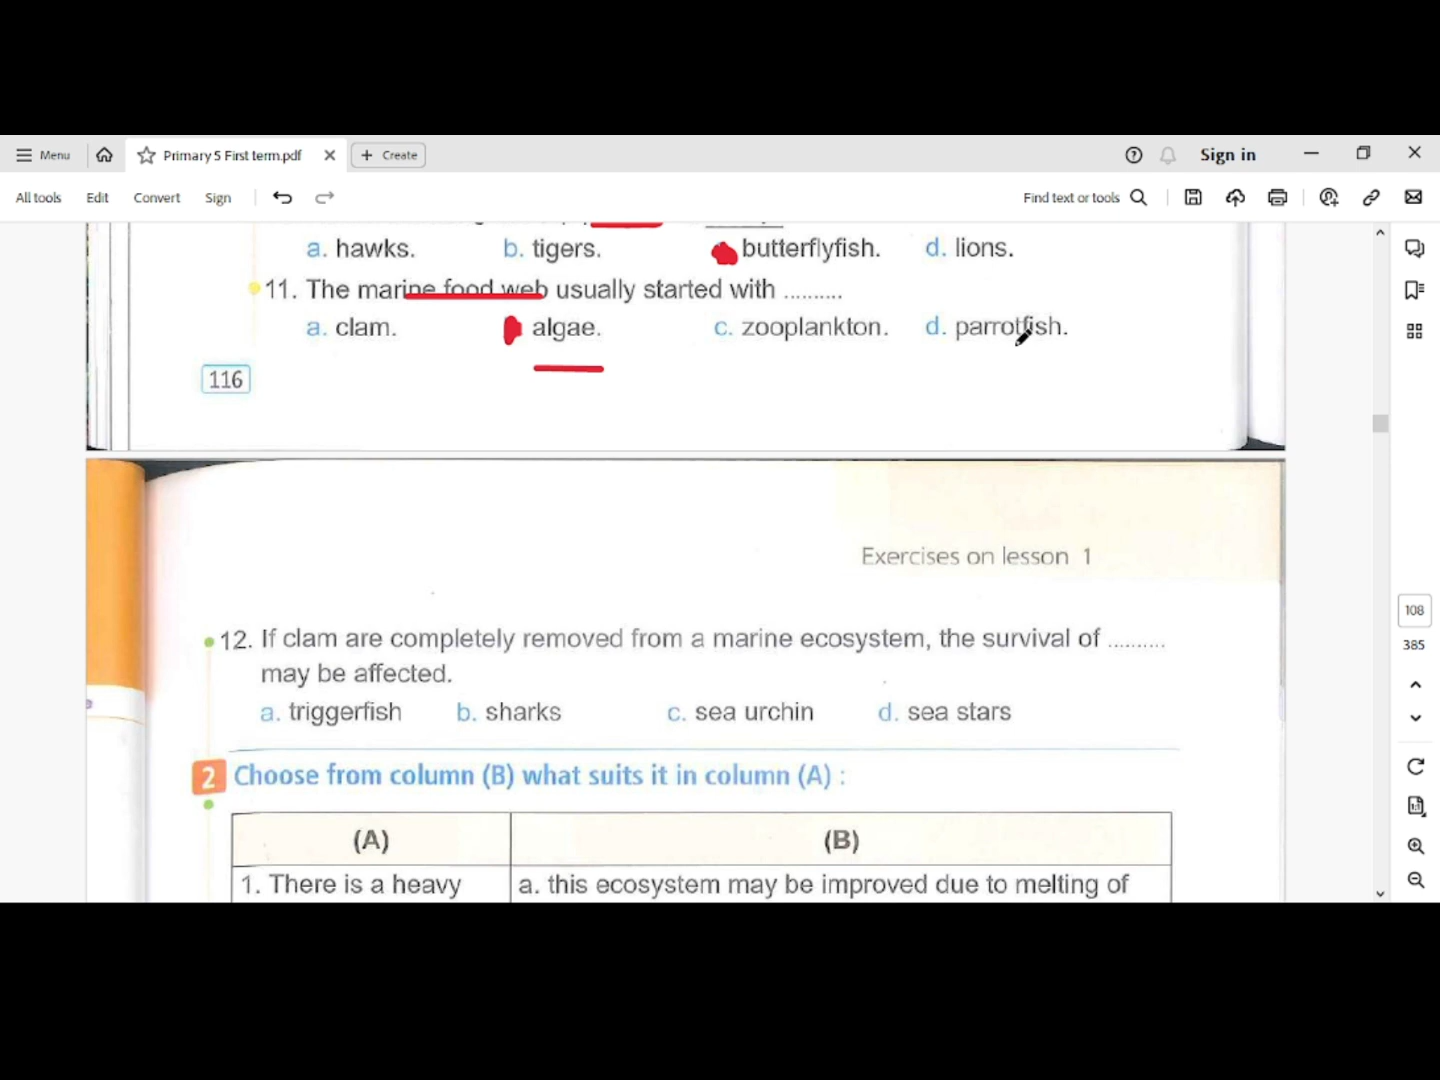 Menu
Primary 5 First term.pdf
Create
Sign in
All tools Edit Convert Sign
Find text or tools
a. hawks. b. tigers. butterflyfish. d. lions.
11. The marine food web usually started with ..........
a. clam. algae. c. zooplankton. d. parrotfish.
116
Exercises on lesson 1
12. If clam are completely removed from a marine ecosystem, the survival of ..........
may be affected.
a. triggerfish b. sharks c. sea urchin d. sea stars
2 Choose from column (B) what suits it in column (A) :
(A) (B)
1. There is a heavy a. this ecosystem may be improved due to melting of
108
385